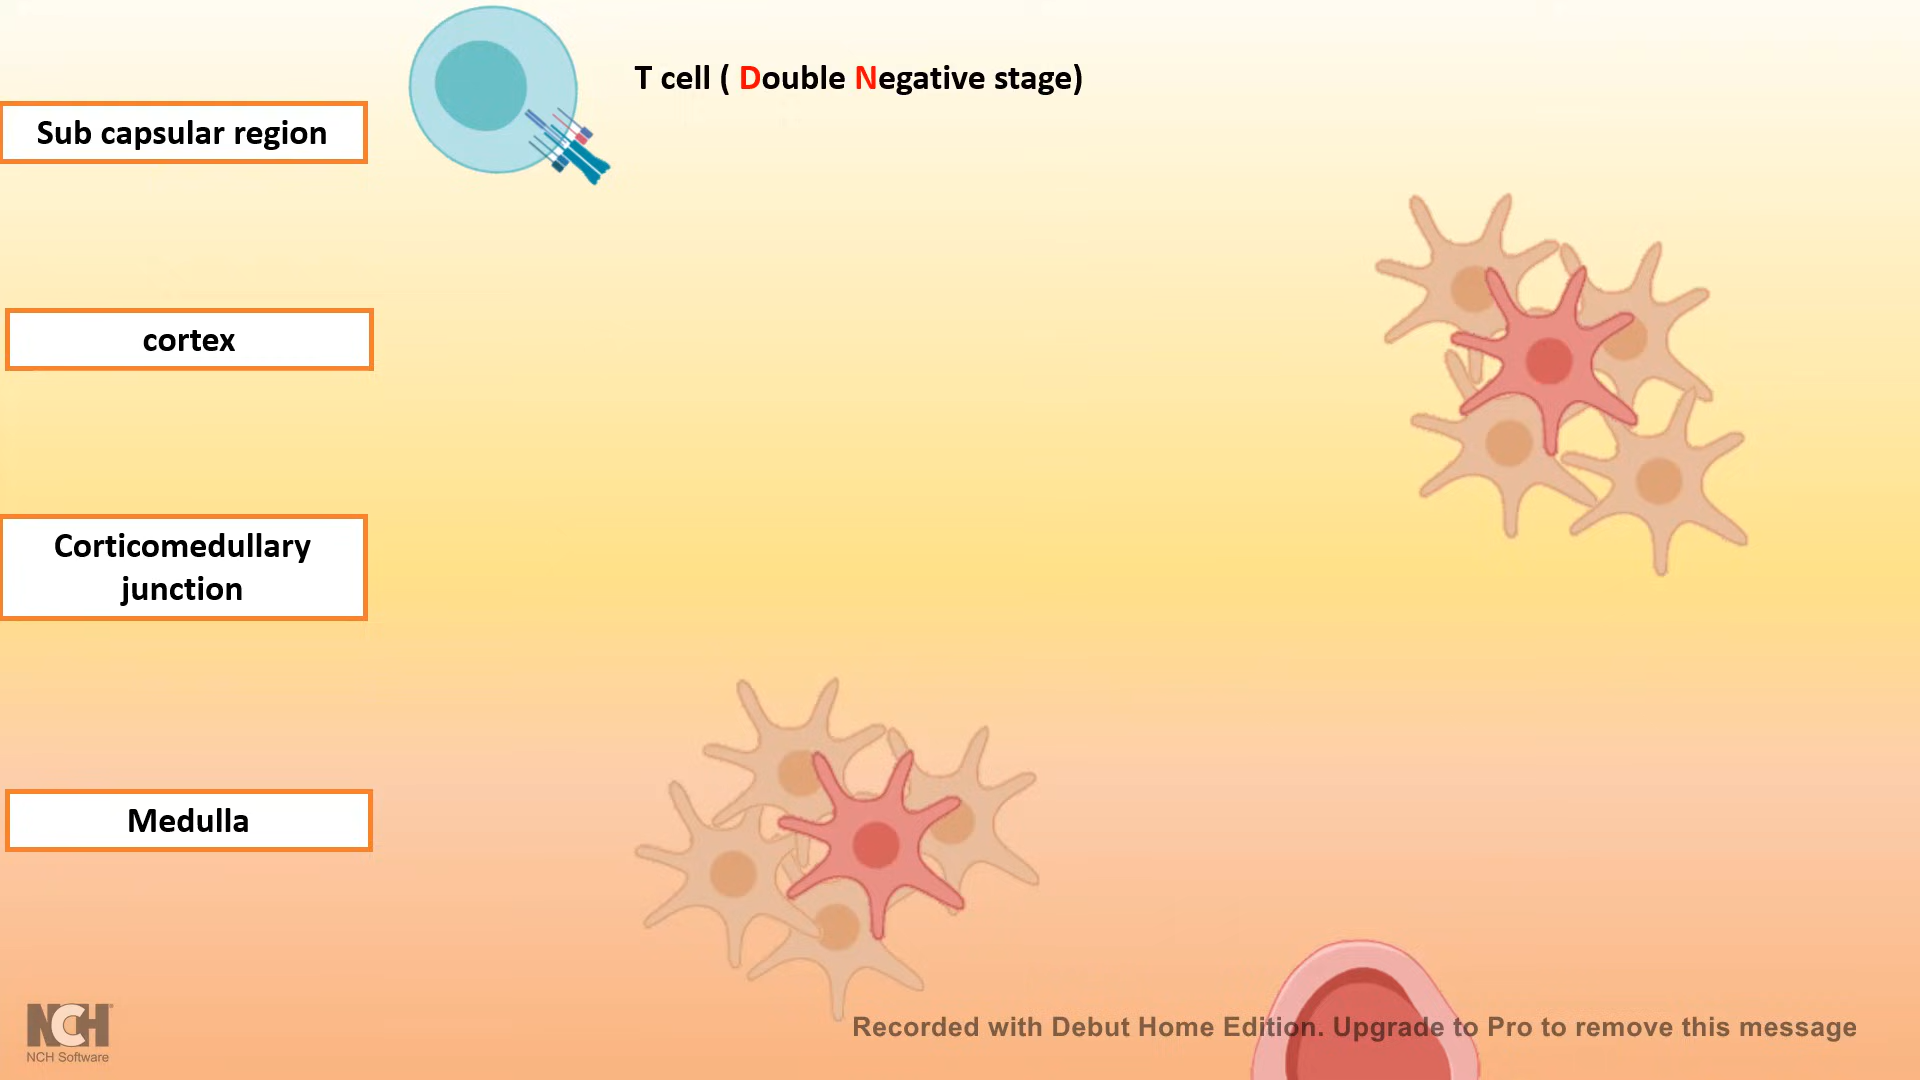 T cell ( Double Negative stage)
Sub capsular region
cortex
Corticomedullary
junction
Medulla
NCH
NCH Software
Recorded with Debut Home Edition. Upgrade to Pro to remove this message